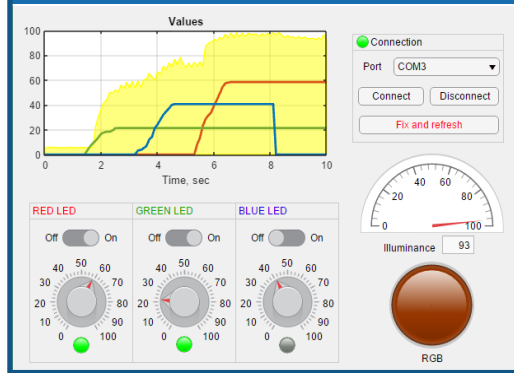 Values
100
80
60
40
20
0
0 2 4 6 8 10
Time, sec
Connection
Port COM3
Connect Disconnect
Fix and refresh
0 20 40 60 80 100
Illuminance 93
RGB
RED LED
Off On
0 10 20 30 40 50 60 70 80 90 100
GREEN LED
Off On
0 10 20 30 40 50 60 70 80 90 100
BLUE LED
Off On
0 10 20 30 40 50 60 70 80 90 100